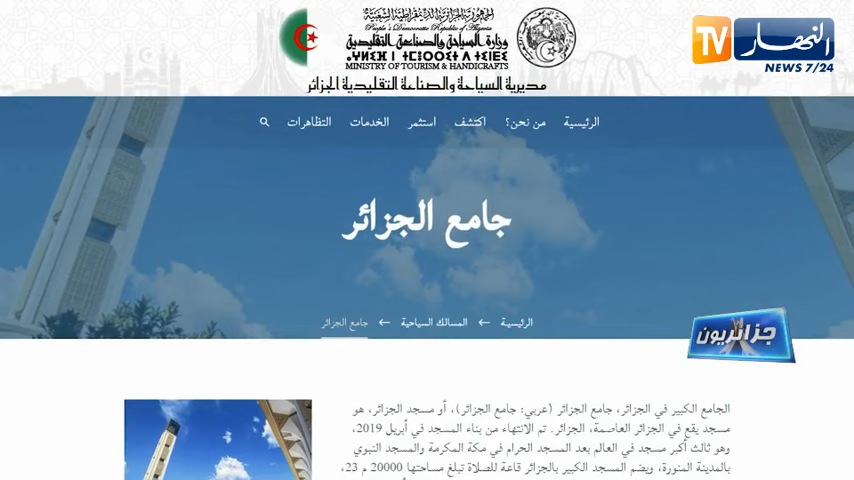 الجمهورية الجزائرية الديمقراطية الشعبية
People's Democratic Republic of Algeria
وزارة السياحة والصناعة التقليدية
MINISTRY OF TOURISM & HANDICRAFTS
مديرية السياحة والصناعة التقليدية الجزائر
النهار TV
NEWS 7/24
الرئيسية من نحن؟ اكتشف استثمر الخدمات التظاهرات
جامع الجزائر
الرئيسية ← المسالك السياحية ← جامع الجزائر
جزائريون
الجامع الكبير في الجزائر، جامع الجزائر (عربي: جامع الجزائر)، أو مسجد الجزائر، هو
مسجد يقع في الجزائر العاصمة، الجزائر. تم الانتهاء من بناء المسجد في أبريل 2019،
وهو ثالث أكبر مسجد في العالم بعد المسجد الحرام في مكة المكرمة والمسجد النبوي
بالمدينة المنورة، ويضم المسجد الكبير بالجزائر قاعة للصلاة تبلغ مساحتها 20000 م 23،